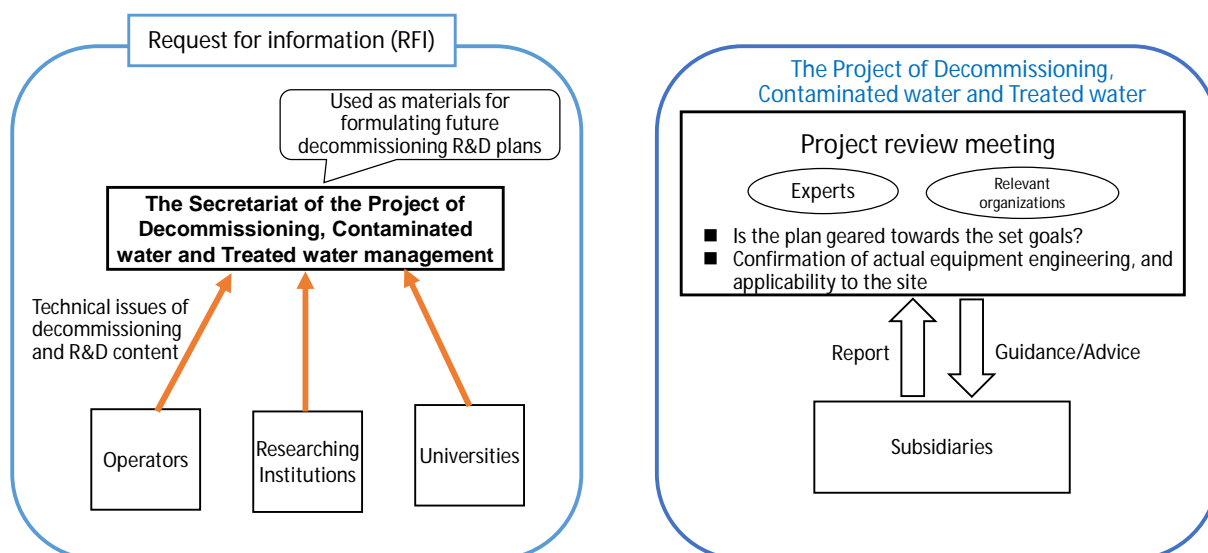 Request for information (RFI)
Used as materials for
formulating future
decommissioning R&D plans
The Secretariat of the Project of
Decommissioning, Contaminated
water and Treated water management
Technical issues of
decommissioning
and R&D content
Operators
Researching
Institutions
Universities
The Project of Decommissioning,
Contaminated water and Treated water
Project review meeting
Experts
Relevant
organizations
■ Is the plan geared towards the set goals?
■ Confirmation of actual equipment engineering, and
applicability to the site
Report
Guidance/Advice
Subsidiaries